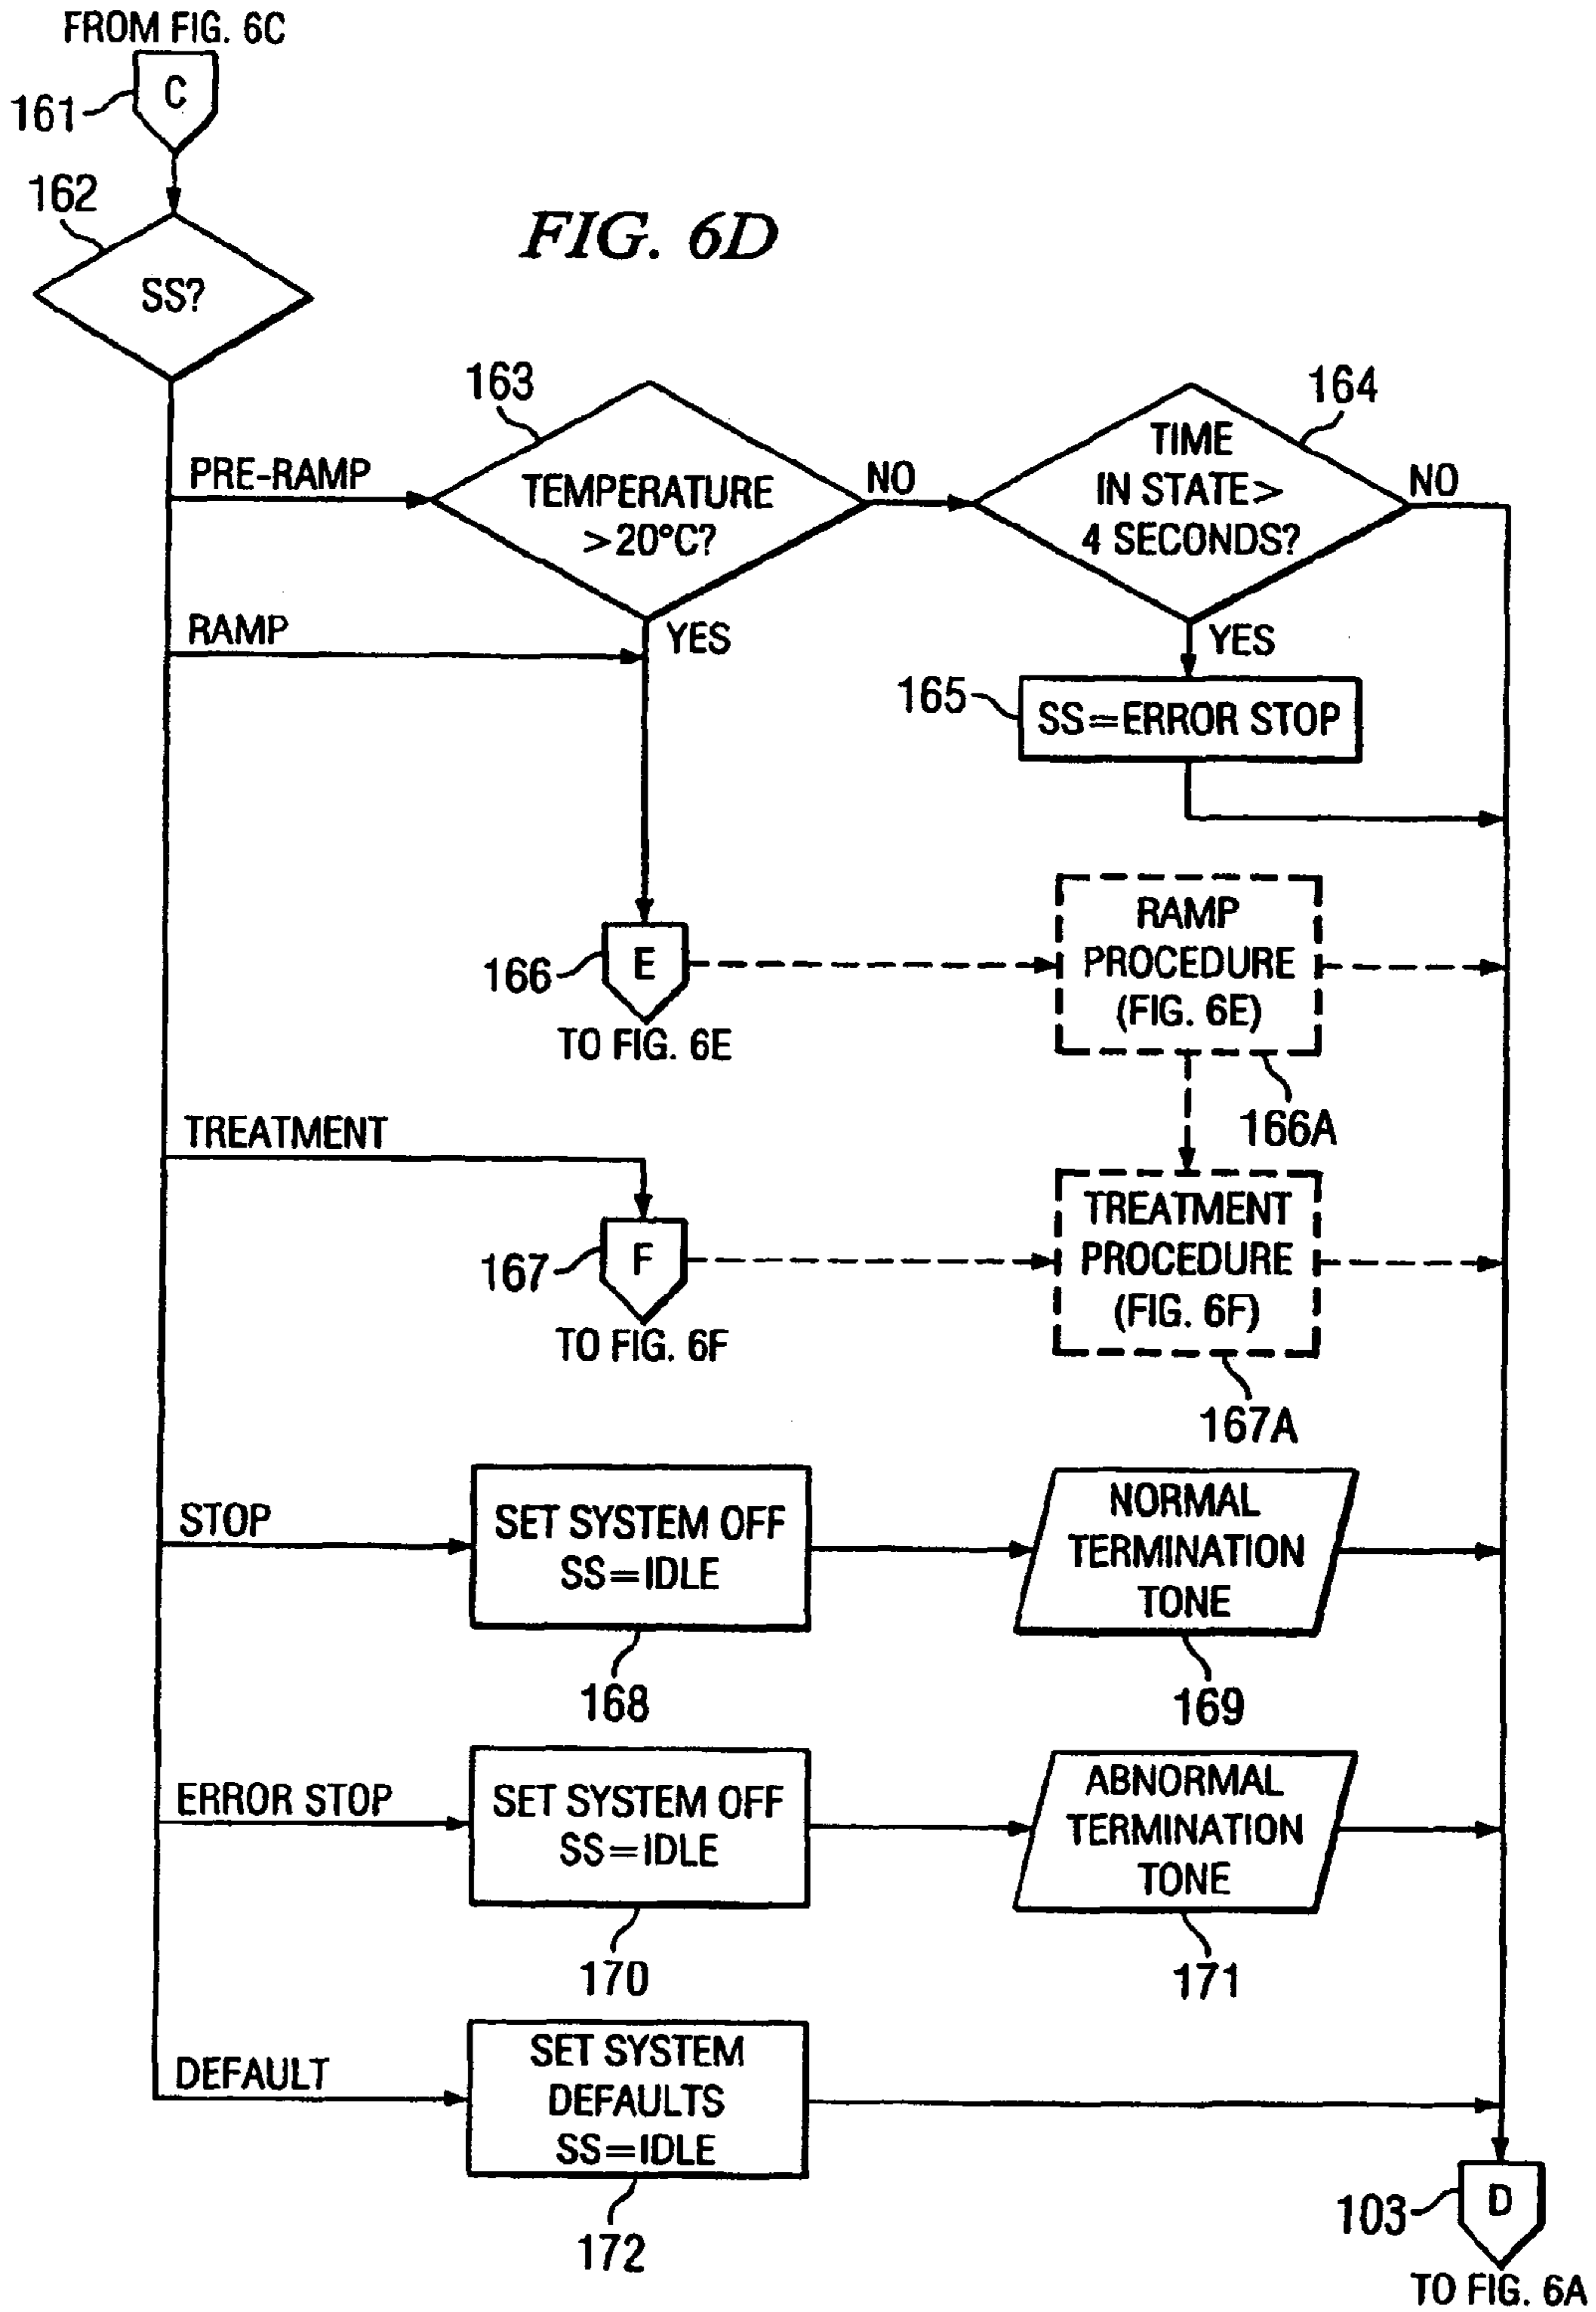 FROM FIG. 6C
C
161
162
SS?
FIG. 6D
163
164
PRE-RAMP
TEMPERATURE
>20°C?
NO
TIME
IN STATE>
4 SECONDS?
NO
RAMP
YES
YES
165
SS=ERROR STOP
166
E
TO FIG. 6E
RAMP
PROCEDURE
(FIG. 6E)
166A
TREATMENT
167
F
TO FIG. 6F
TREATMENT
PROCEDURE
(FIG. 6F)
167A
STOP
SET SYSTEM OFF
SS=IDLE
168
NORMAL
TERMINATION
TONE
169
ERROR STOP
SET SYSTEM OFF
SS=IDLE
170
ABNORMAL
TERMINATION
TONE
171
DEFAULT
SET SYSTEM
DEFAULTS
SS=IDLE
172
103
D
TO FIG. 6A